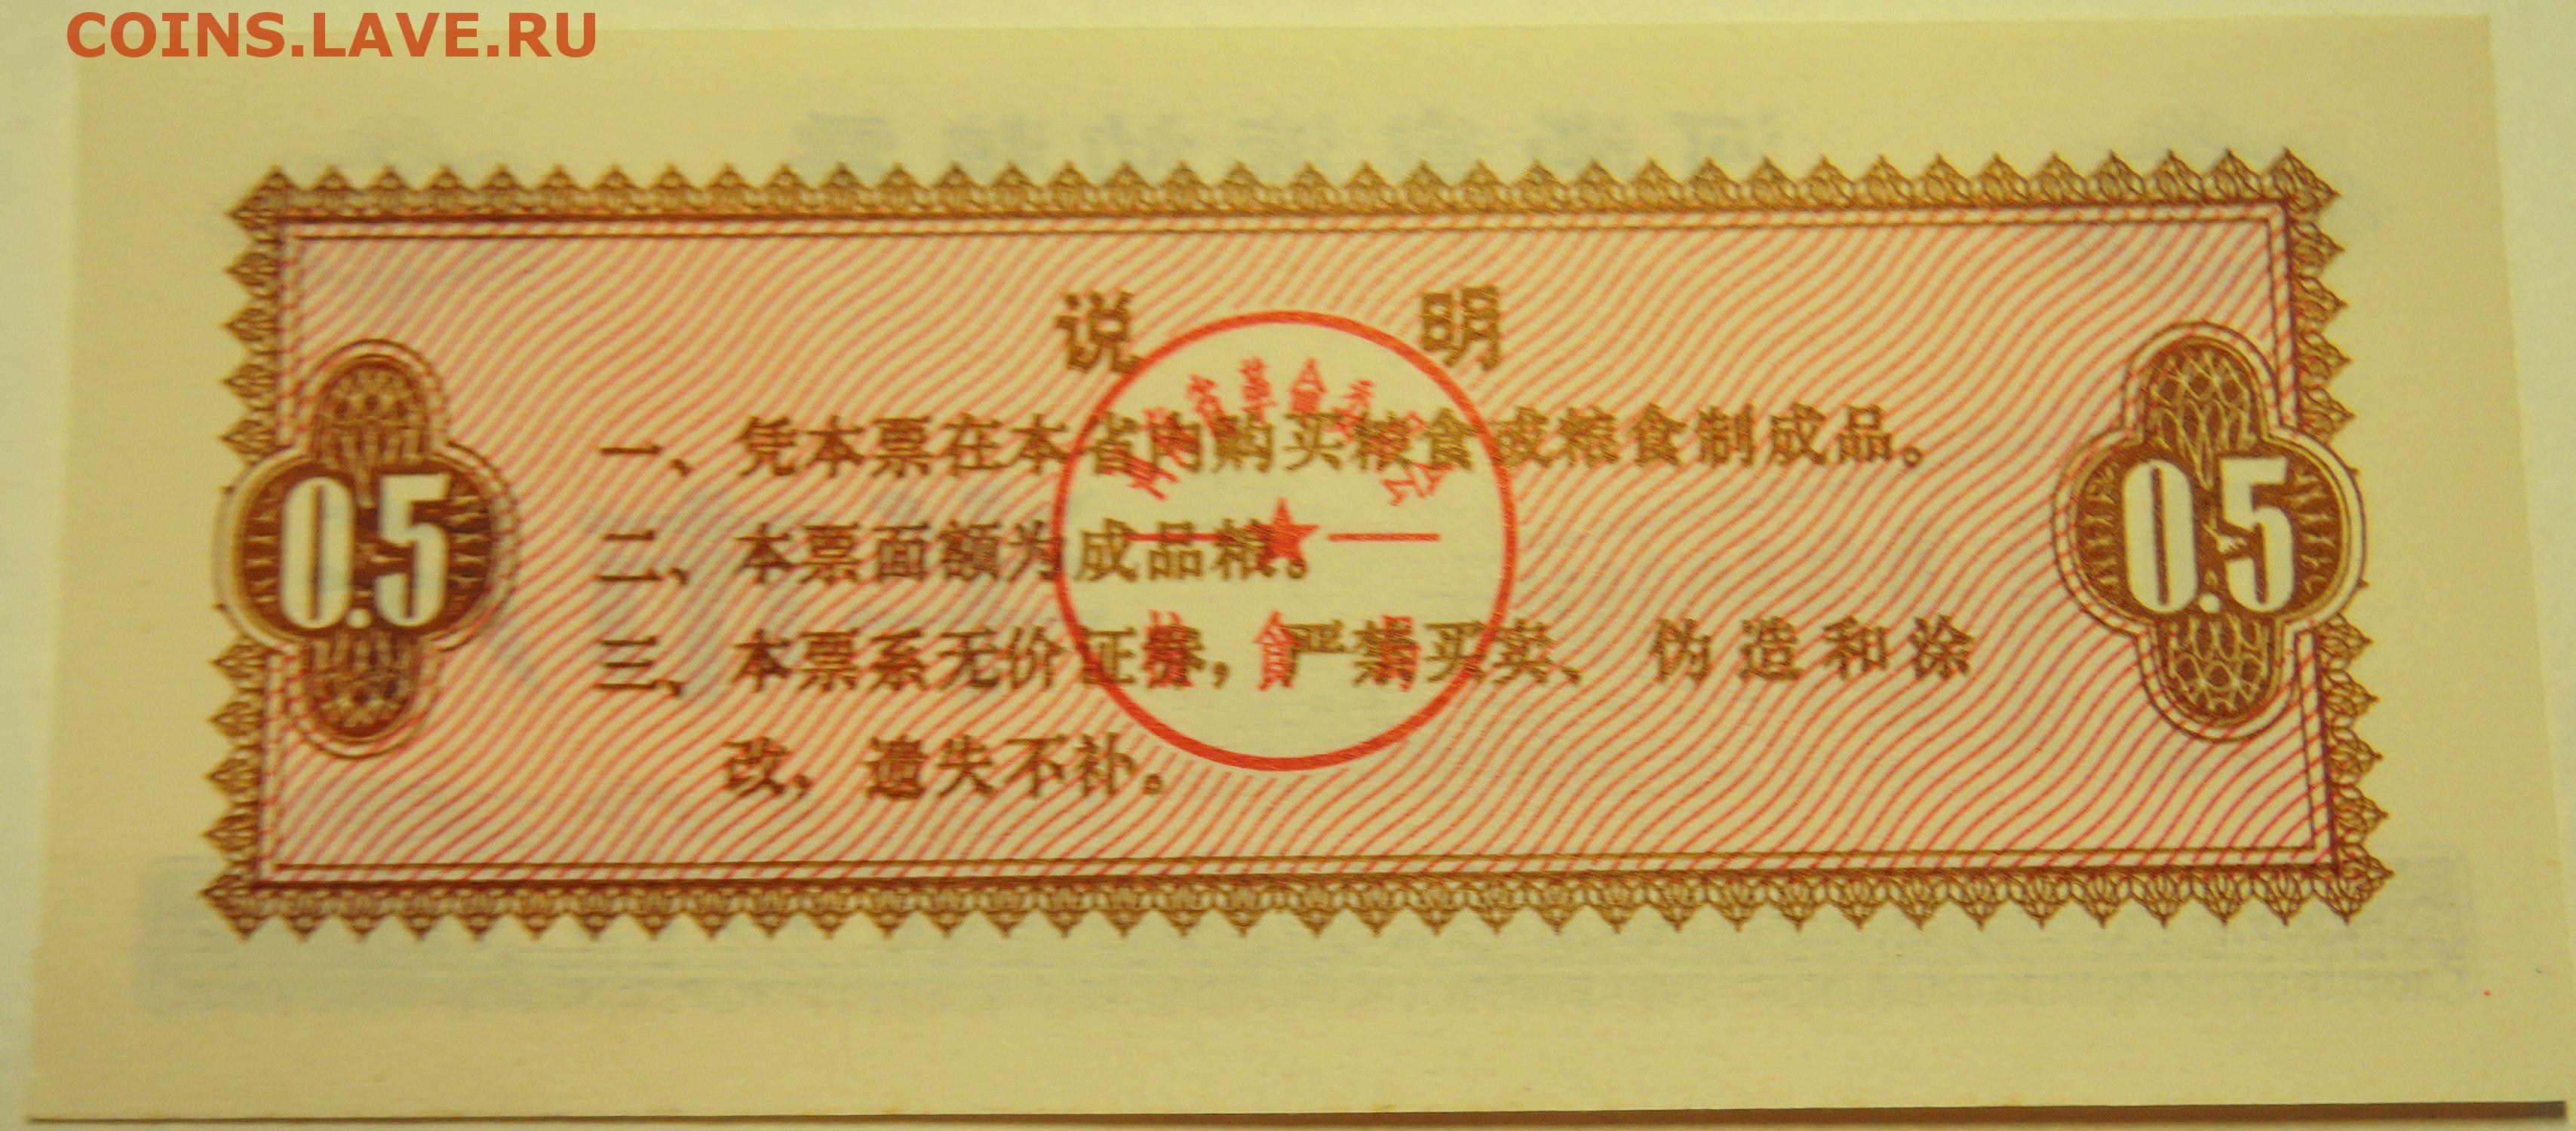 COINS.LAVE.RU
说 明
一、凭本票在本省内购买粮食或粮食制成品。
0.5
0.5
二、本票面额为成品粮。
三、本票系无价证券，严禁买卖、伪造和涂
改，遗失不补。